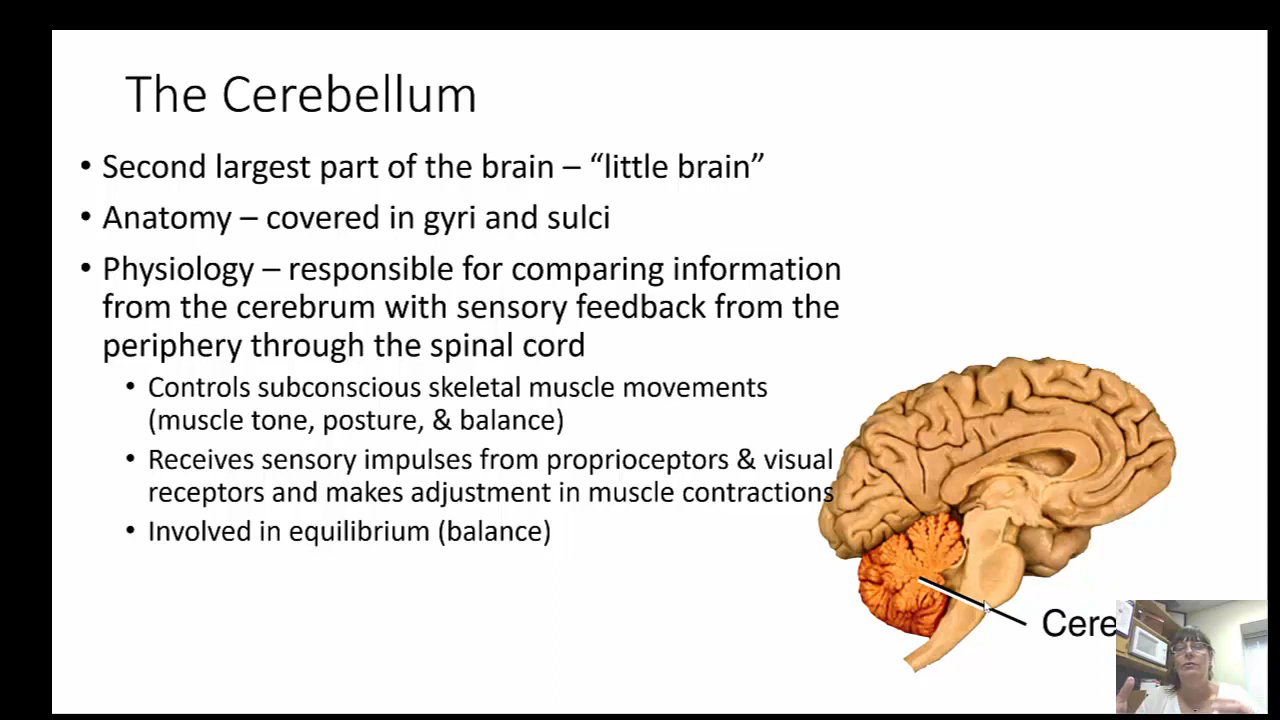 The Cerebellum
• Second largest part of the brain – “little brain”
• Anatomy – covered in gyri and sulci
• Physiology – responsible for comparing information
from the cerebrum with sensory feedback from the
periphery through the spinal cord
• Controls subconscious skeletal muscle movements
(muscle tone, posture, & balance)
• Receives sensory impulses from proprioceptors & visual
receptors and makes adjustment in muscle contractions
• Involved in equilibrium (balance)
Cere